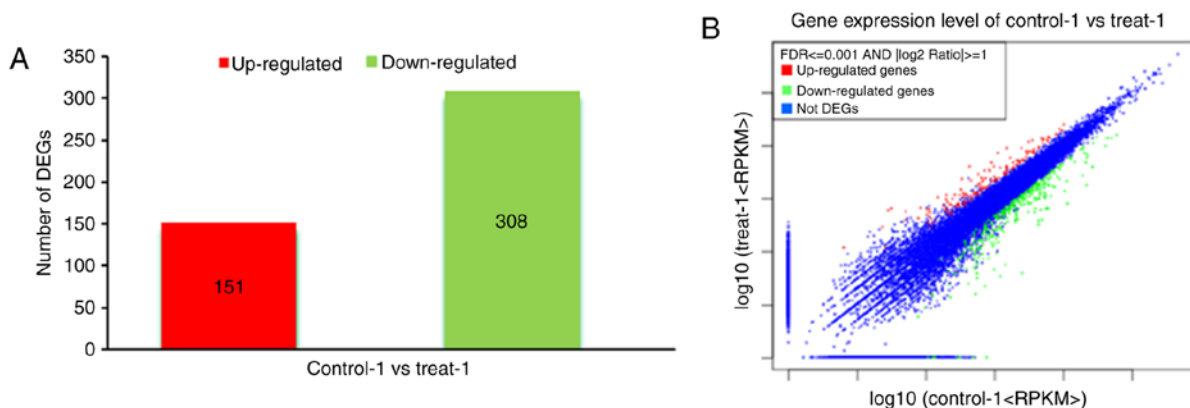 A
Number of DEGs
350
300
250
200
150
100
50
0
Up-regulated Down-regulated
151
308
Control-1 vs treat-1
B
Gene expression level of control-1 vs treat-1
FDR<=0.001 AND |log2 Ratio|>=1
Up-regulated genes
Down-regulated genes
Not DEGs
log10 (treat-1<RPKM>)
log10 (control-1<RPKM>)